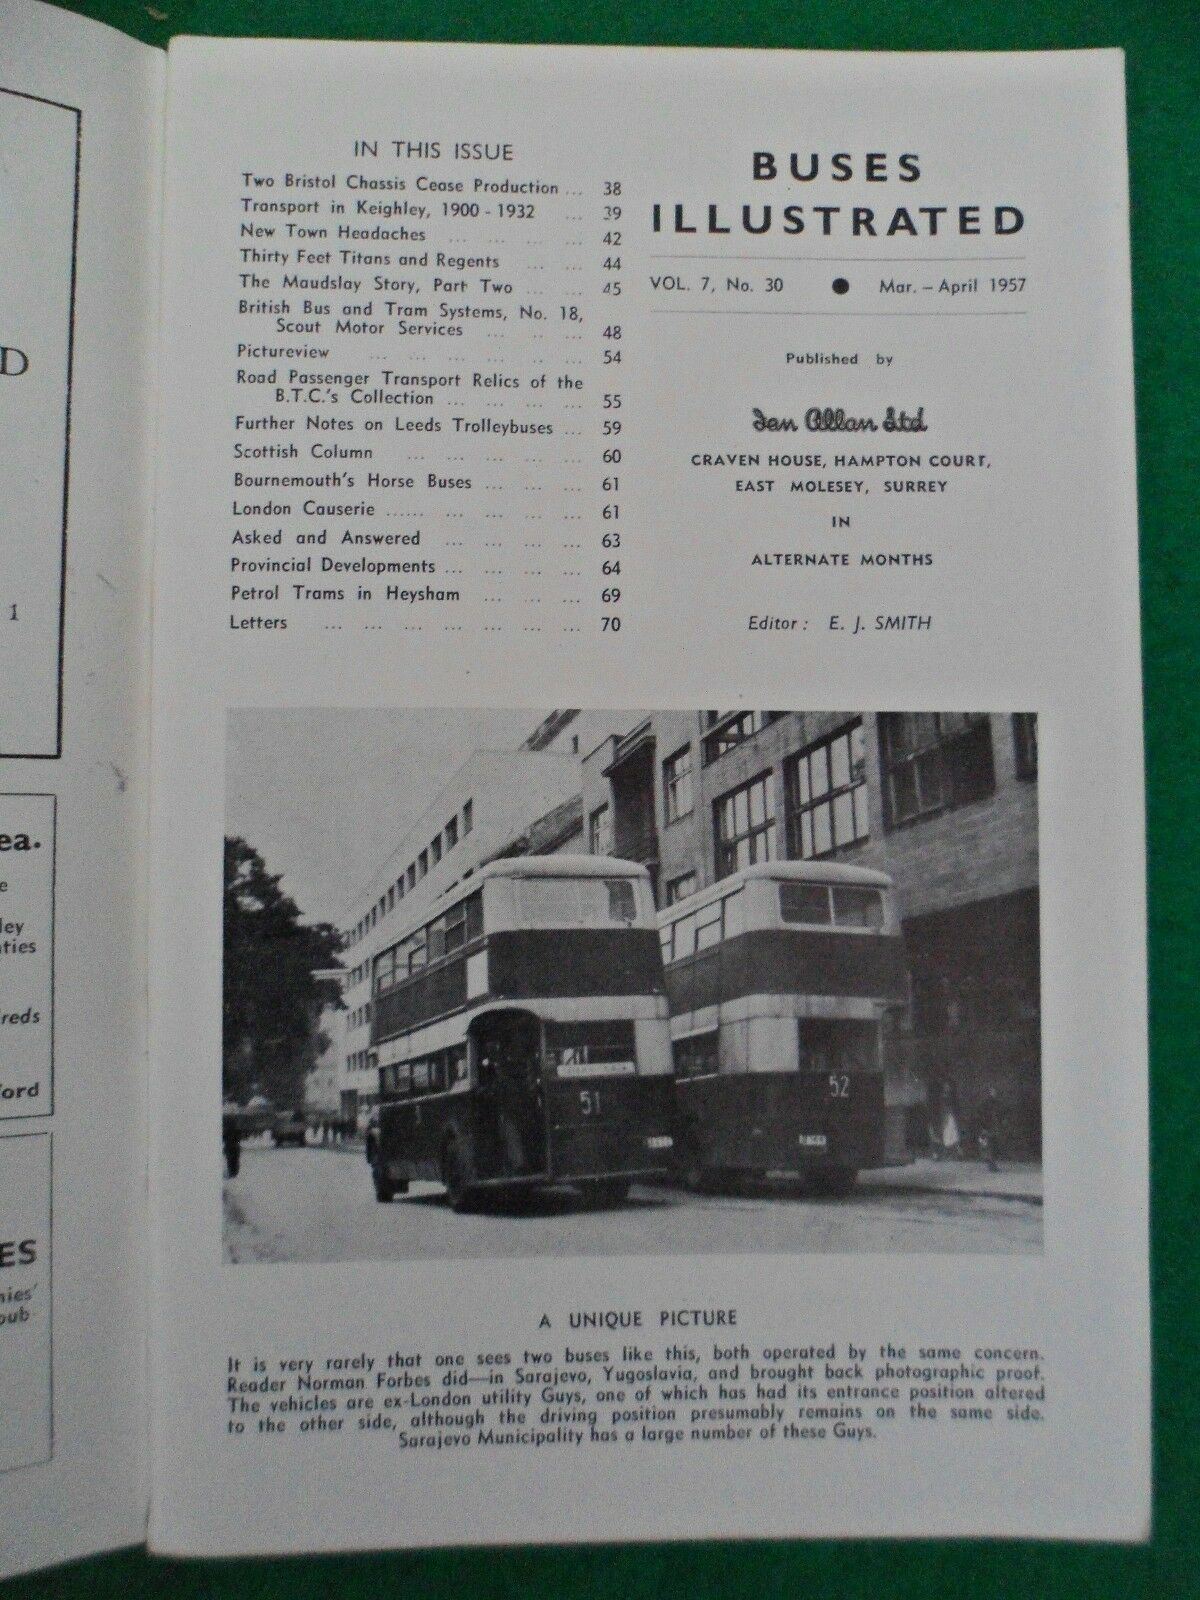 D
1
ea.
e
ley
nties
reds
ford
ES
nies'
pub
IN THIS ISSUE
Two Bristol Chassis Cease Production ... 38
Transport in Keighley, 1900 - 1932 ... 39
New Town Headaches ... ... ... ... 42
Thirty Feet Titans and Regents ... ... 44
The Maudslay Story, Part Two ... ... 45
British Bus and Tram Systems, No. 18,
Scout Motor Services ... ... ... 48
Pictureview ... ... ... ... ... ... 54
Road Passenger Transport Relics of the
B.T.C.'s Collection ... ... ... ... 55
Further Notes on Leeds Trolleybuses ... 59
Scottish Column ... ... ... ... ... 60
Bournemouth's Horse Buses ... ... ... 61
London Causerie ...... ... ... ... ... 61
Asked and Answered ... ... ... ... 63
Provincial Developments ... ... ... ... 64
Petrol Trams in Heysham ... ... ... 69
Letters ... ... ... ... ... ... ... 70
BUSES
ILLUSTRATED
VOL. 7, No. 30 ● Mar. – April 1957
Published by
Ian Allan Ltd
CRAVEN HOUSE, HAMPTON COURT,
EAST MOLESEY, SURREY
IN
ALTERNATE MONTHS
Editor : E. J. SMITH
51
52
A UNIQUE PICTURE
It is very rarely that one sees two buses like this, both operated by the same concern.
Reader Norman Forbes did—in Sarajevo, Yugoslavia, and brought back photographic proof.
The vehicles are ex-London utility Guys, one of which has had its entrance position altered
to the other side, although the driving position presumably remains on the same side.
Sarajevo Municipality has a large number of these Guys.